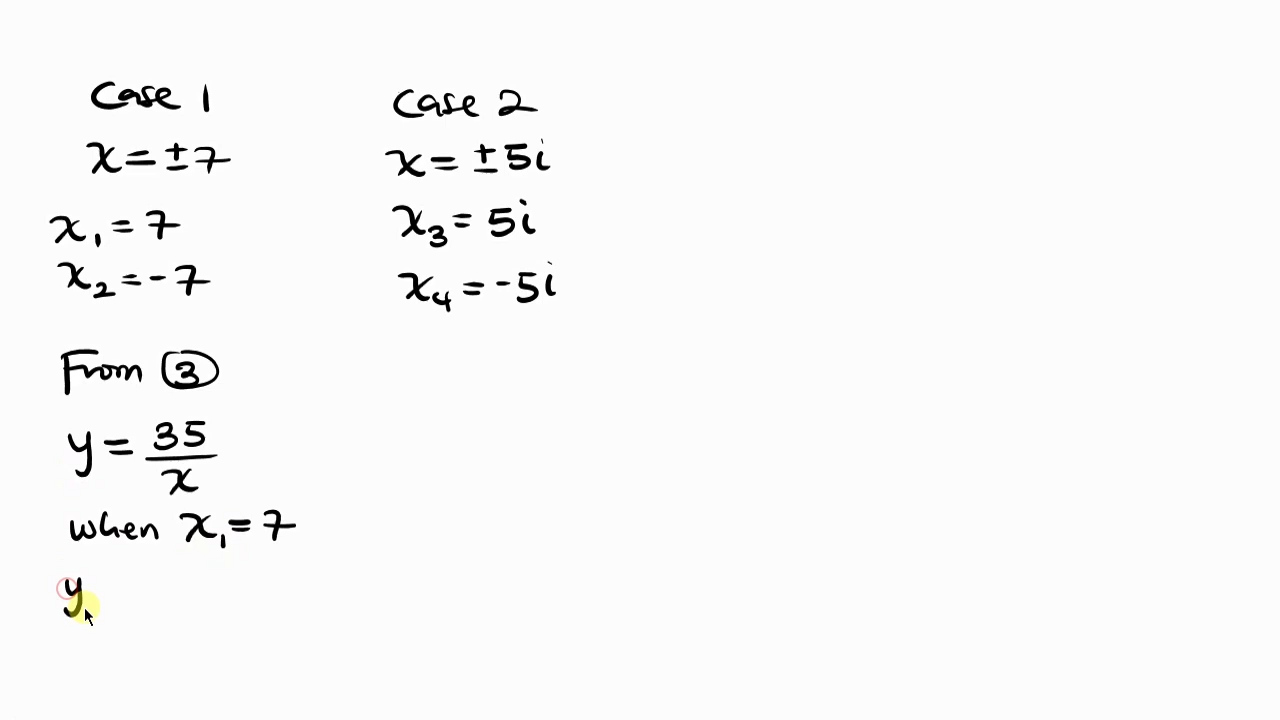 Case 1
x = ±7
x₁ = 7
x₂ = -7
Case 2
x = ±5i
x₃ = 5i
x₄ = -5i
From ③
y = 35/x
when x₁ = 7
y